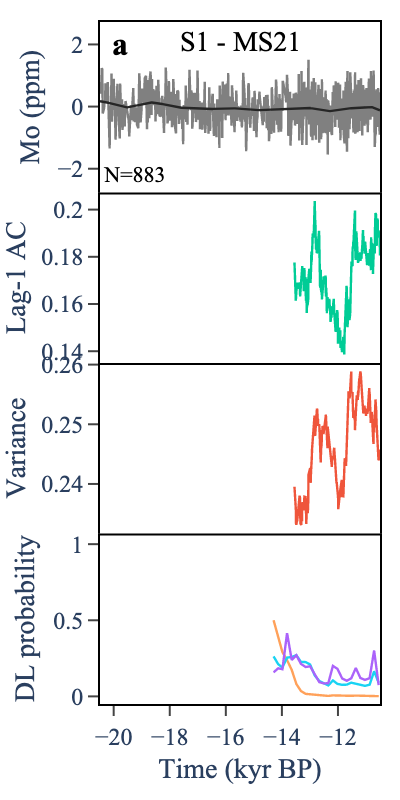 a S1 - MS21
Mo (ppm)
2
0
−2
N=883
Lag-1 AC
0.2
0.18
0.16
0.14
Variance
0.26
0.25
0.24
DL probability
1
0.5
0
−20 −18 −16 −14 −12
Time (kyr BP)